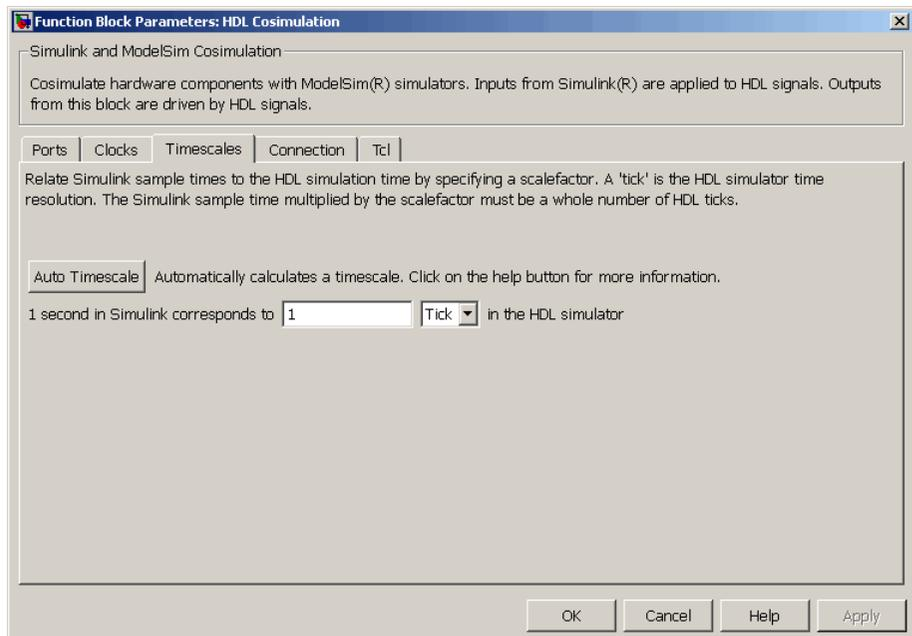 Function Block Parameters: HDL Cosimulation
Simulink and ModelSim Cosimulation
Cosimulate hardware components with ModelSim(R) simulators. Inputs from Simulink(R) are applied to HDL signals. Outputs
from this block are driven by HDL signals.
Ports Clocks Timescales Connection Tcl
Relate Simulink sample times to the HDL simulation time by specifying a scalefactor. A 'tick' is the HDL simulator time
resolution. The Simulink sample time multiplied by the scalefactor must be a whole number of HDL ticks.
Auto Timescale Automatically calculates a timescale. Click on the help button for more information.
1 second in Simulink corresponds to 1 Tick in the HDL simulator
OK Cancel Help Apply